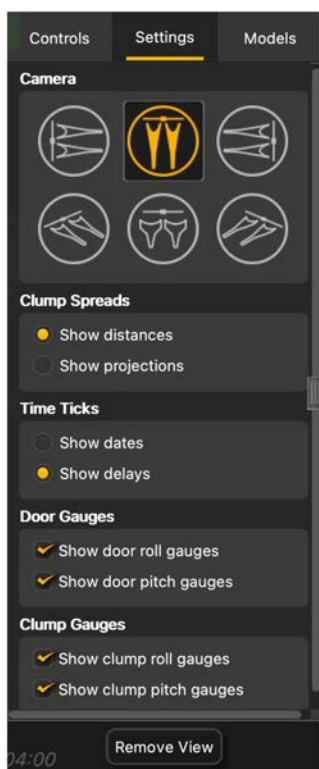 Controls Settings Models
Camera
Clump Spreads
Show distances
Show projections
Time Ticks
Show dates
Show delays
Door Gauges
Show door roll gauges
Show door pitch gauges
Clump Gauges
Show clump roll gauges
Show clump pitch gauges
Remove View
04:00